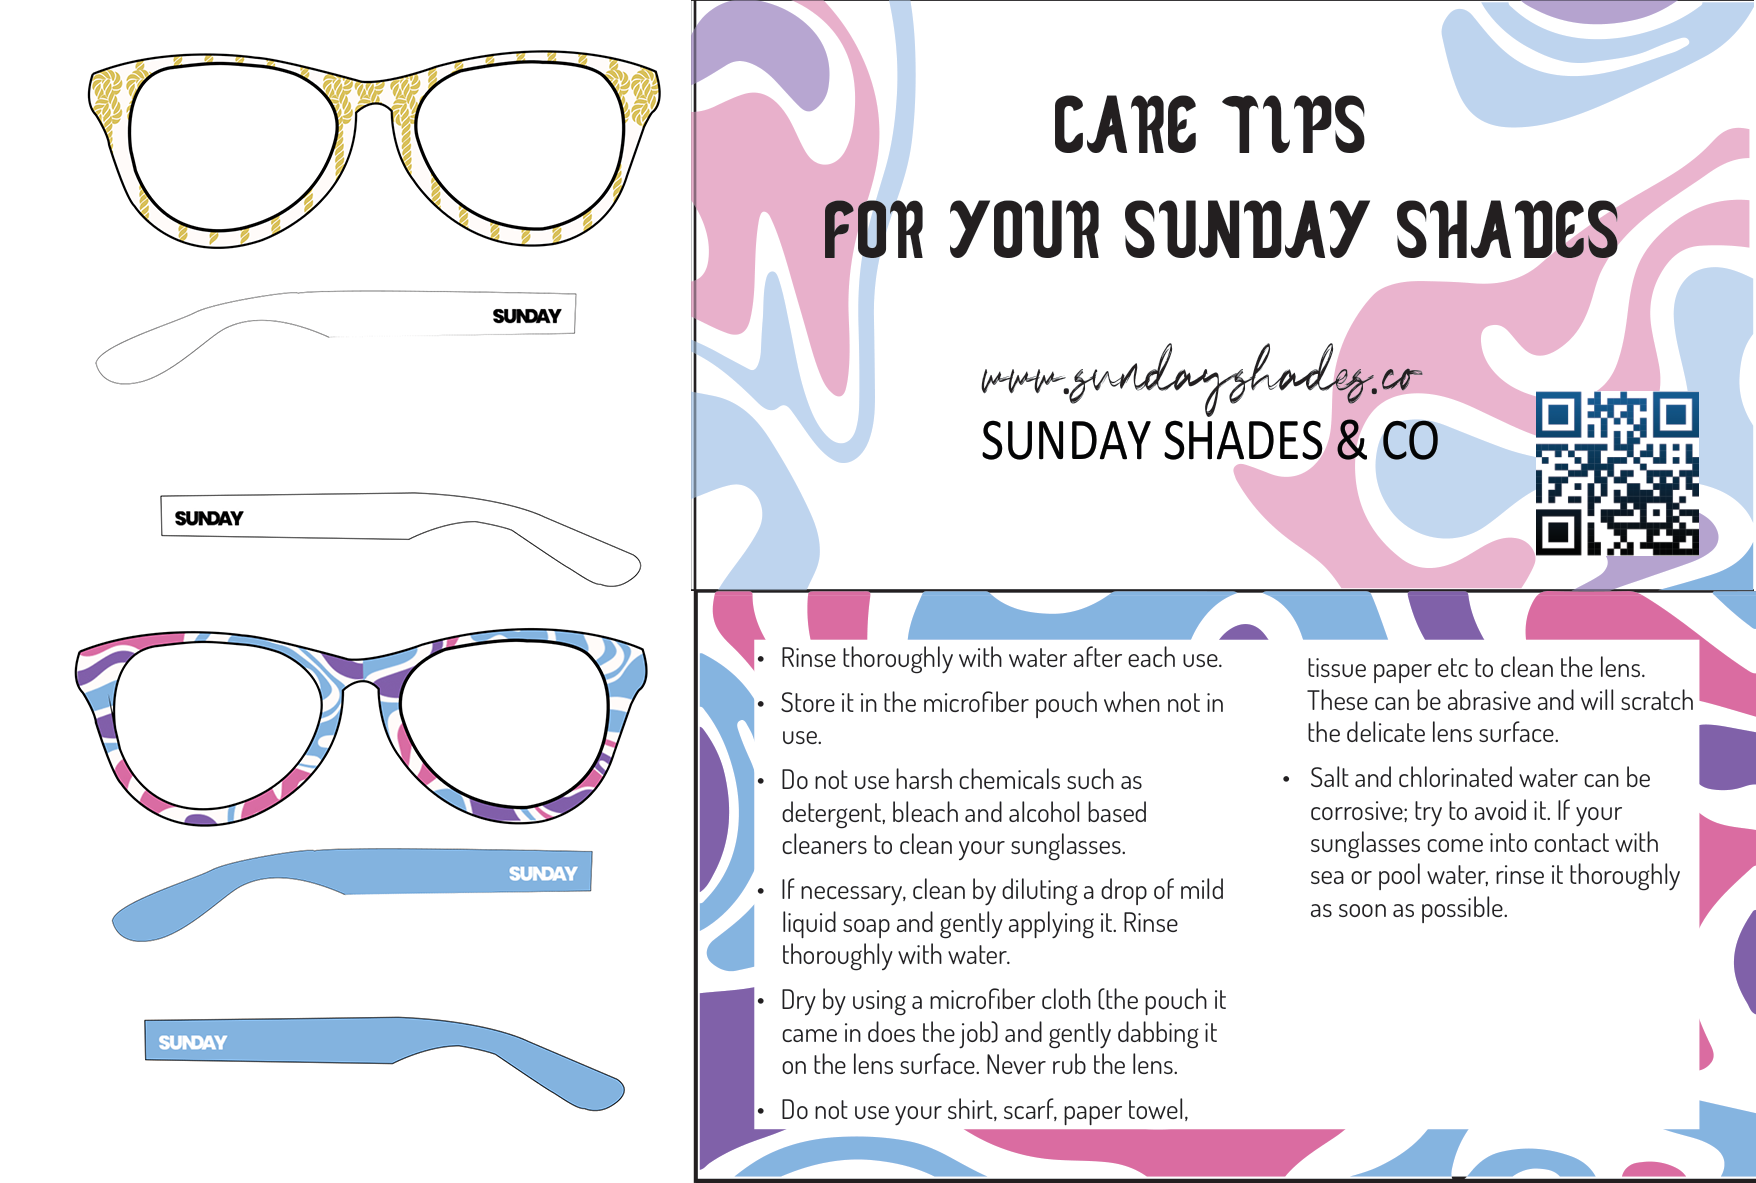 SUNDAY
SUNDAY
SUNDAY
SUNDAY
CARE TIPS
FOR YOUR SUNDAY SHADES
www.sundayshades.co
SUNDAY SHADES & CO
• Rinse thoroughly with water after each use.
• Store it in the microfiber pouch when not in
use.
• Do not use harsh chemicals such as
detergent, bleach and alcohol based
cleaners to clean your sunglasses.
• If necessary, clean by diluting a drop of mild
liquid soap and gently applying it. Rinse
thoroughly with water.
• Dry by using a microfiber cloth (the pouch it
came in does the job) and gently dabbing it
on the lens surface. Never rub the lens.
• Do not use your shirt, scarf, paper towel,
tissue paper etc to clean the lens.
These can be abrasive and will scratch
the delicate lens surface.
• Salt and chlorinated water can be
corrosive; try to avoid it. If your
sunglasses come into contact with
sea or pool water, rinse it thoroughly
as soon as possible.